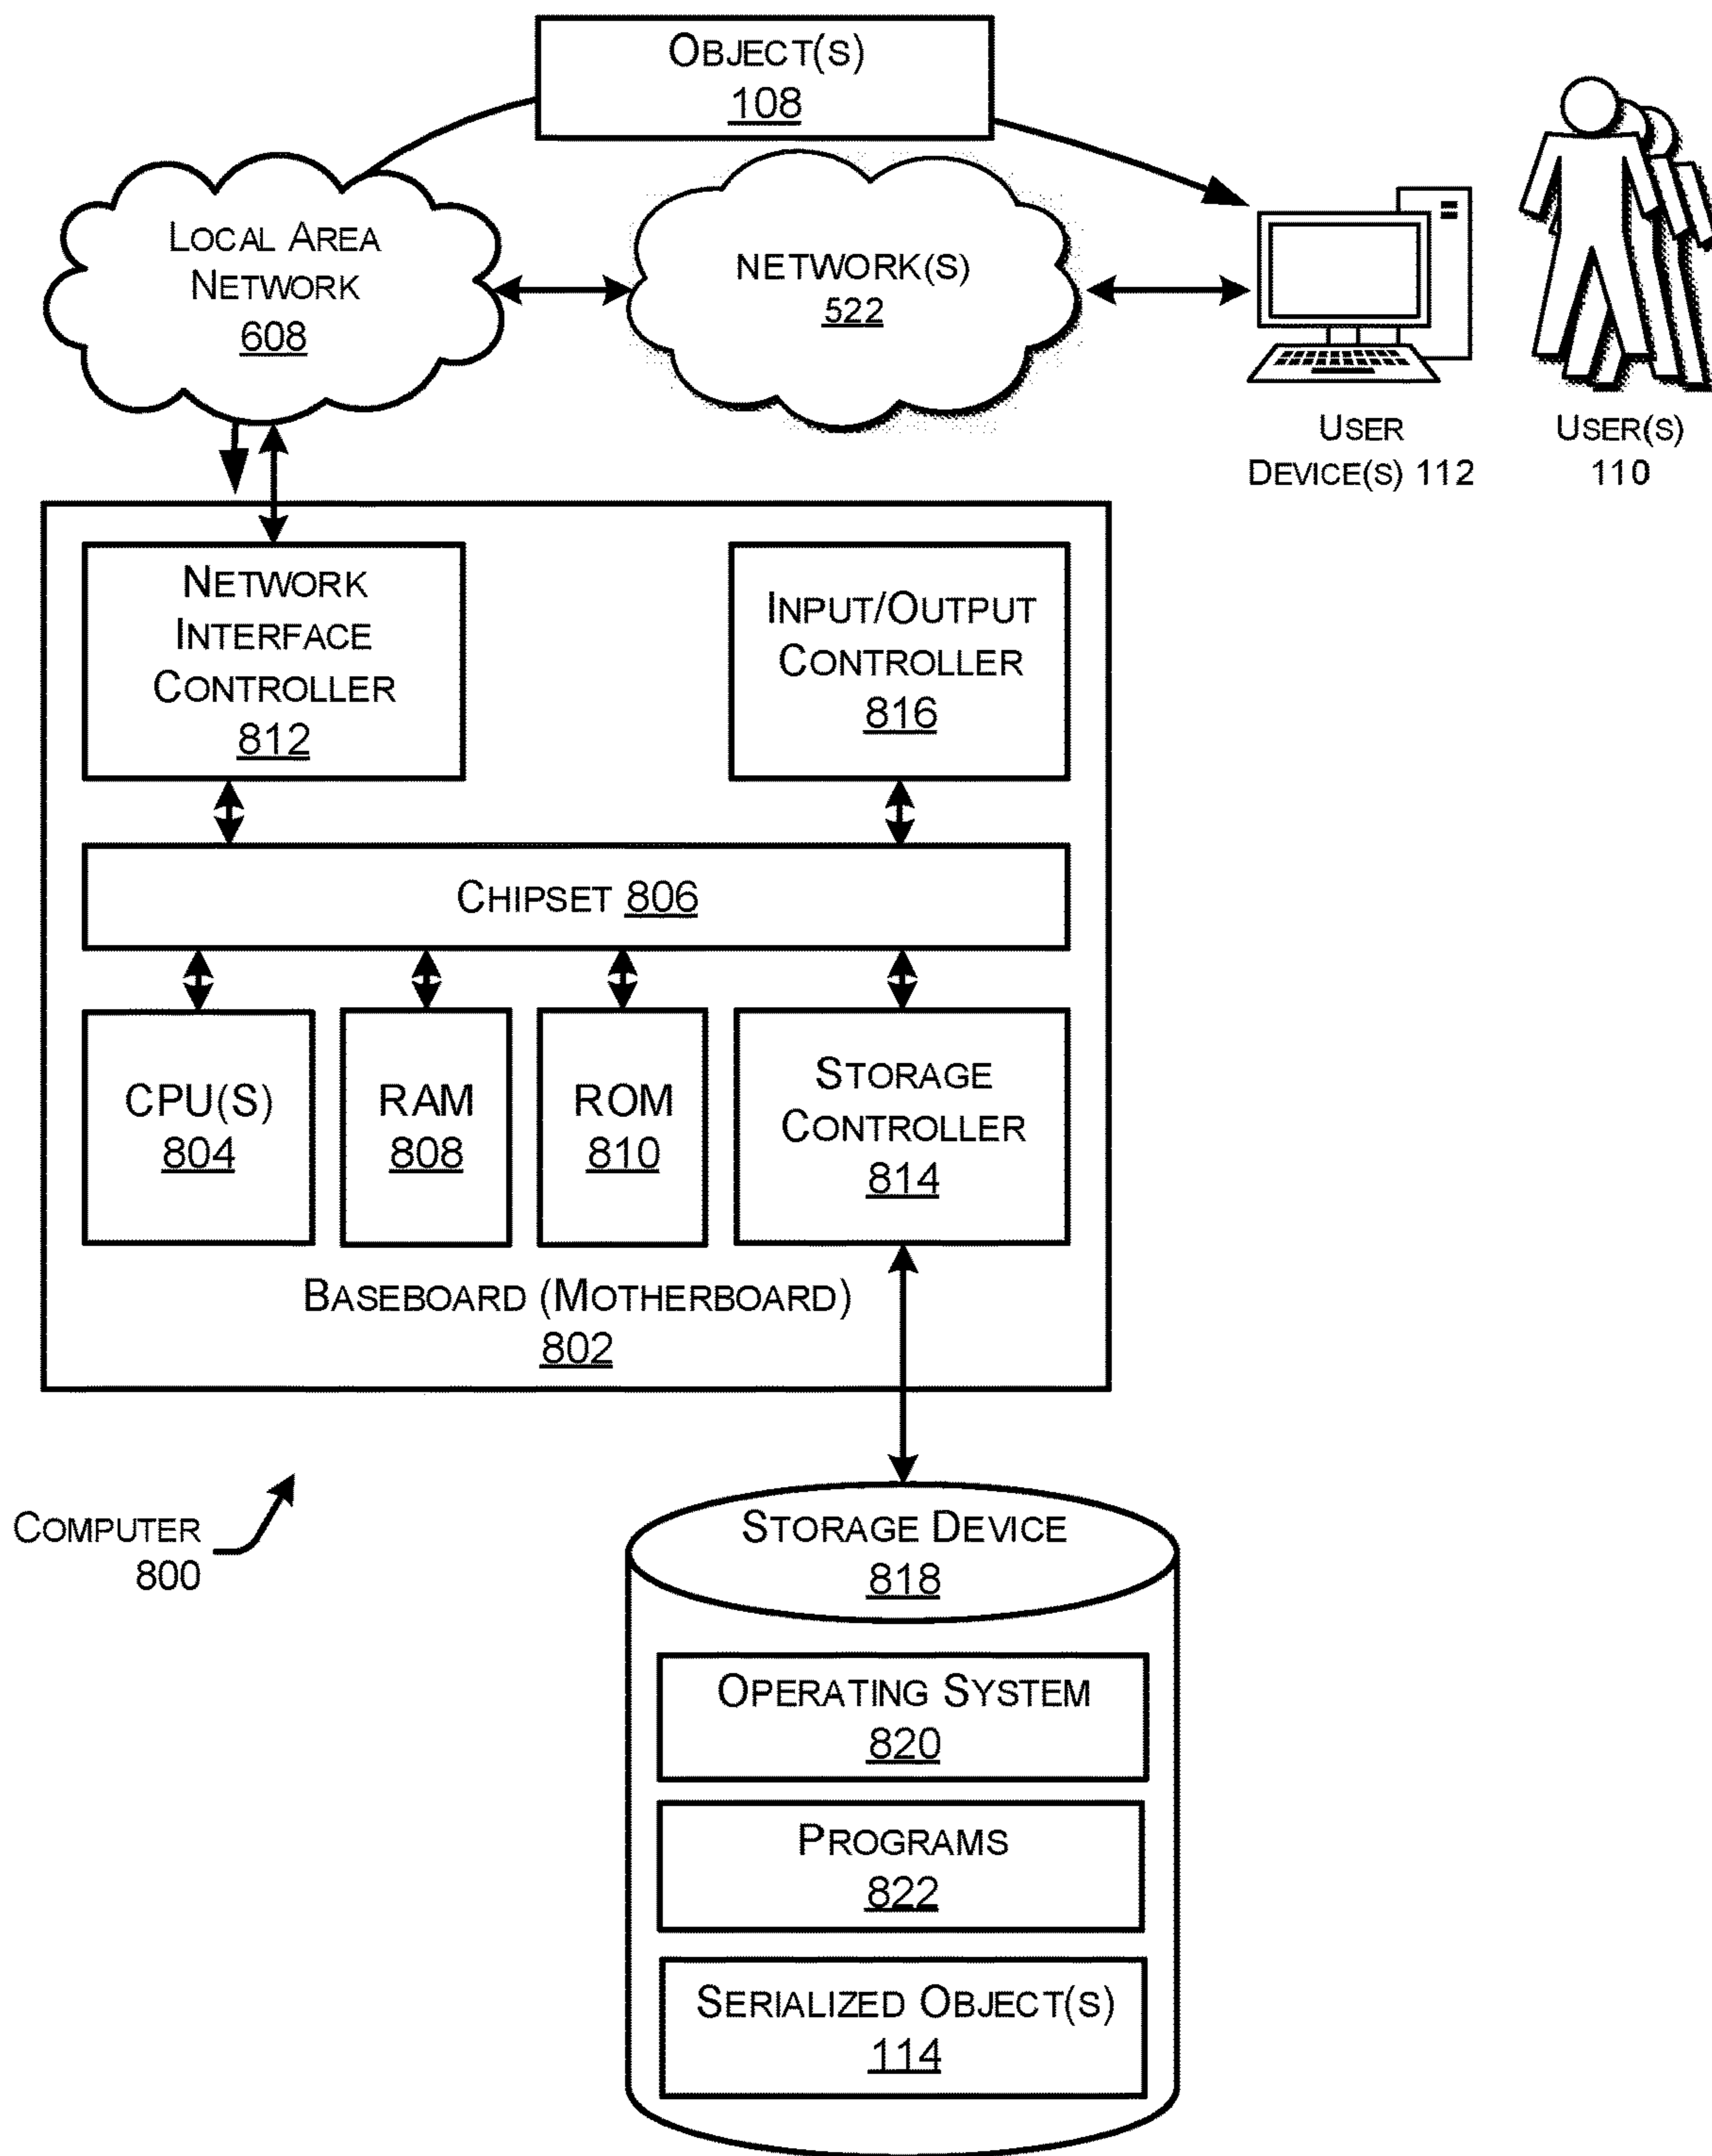 OBJECT(S)
108
LOCAL AREA
NETWORK
608
NETWORK(S)
522
USER
DEVICE(S) 112
USER(S)
110
NETWORK
INTERFACE
CONTROLLER
812
INPUT/OUTPUT
CONTROLLER
816
CHIPSET 806
CPU(S)
804
RAM
808
ROM
810
STORAGE
CONTROLLER
814
BASEBOARD (MOTHERBOARD)
802
COMPUTER
800
STORAGE DEVICE
818
OPERATING SYSTEM
820
PROGRAMS
822
SERIALIZED OBJECT(S)
114